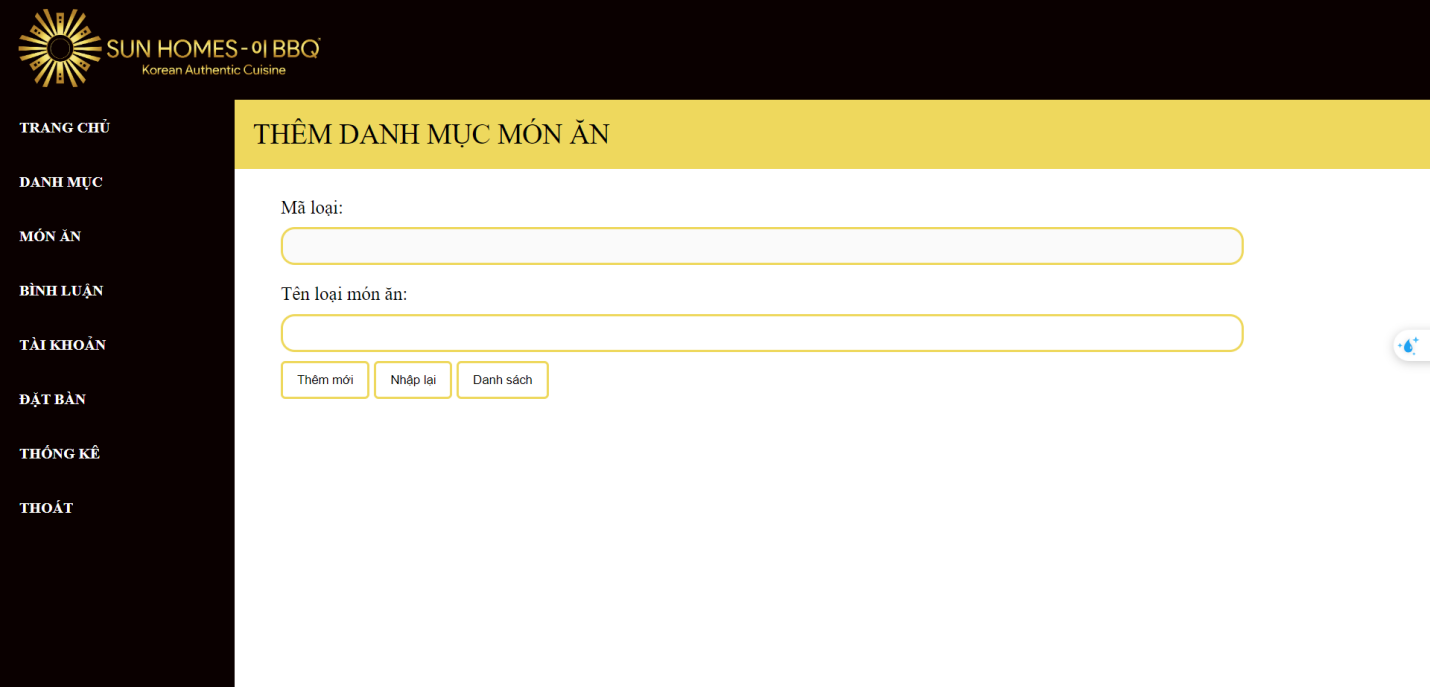 SUN HOMES - 이 BBQ
Korean Authentic Cuisine
TRANG CHỦ
DANH MỤC
MÓN ĂN
BÌNH LUẬN
TÀI KHOẢN
ĐẶT BÀN
THỐNG KÊ
THOÁT
THÊM DANH MỤC MÓN ĂN
Mã loại:
Tên loại món ăn:
Thêm mới Nhập lại Danh sách